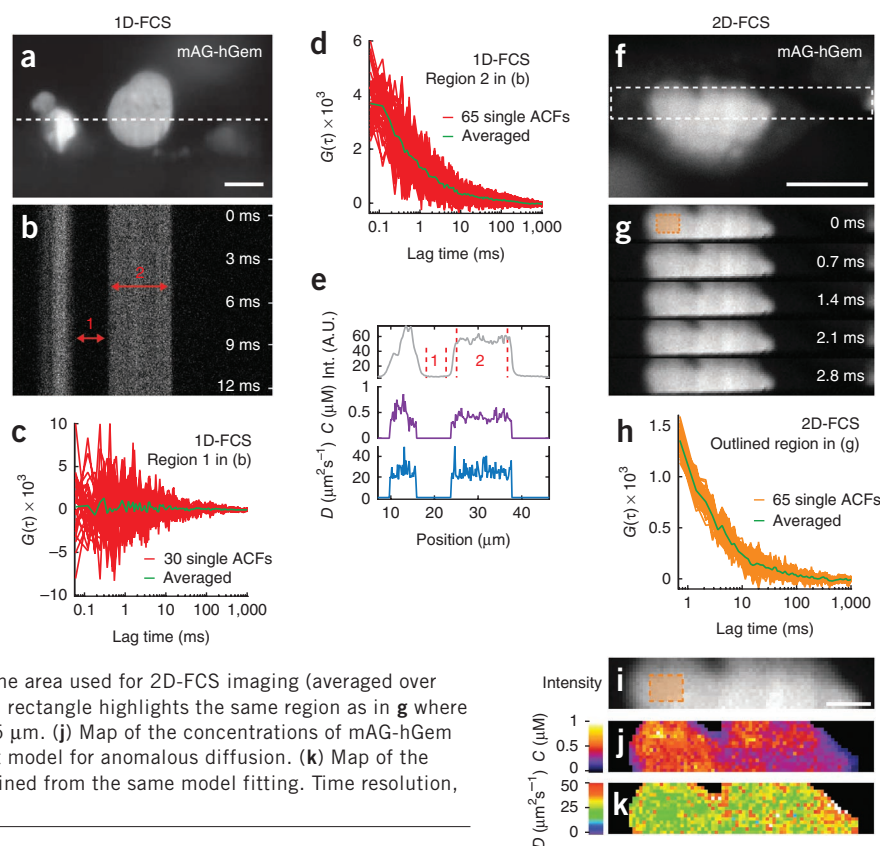 1D-FCS
a
mAG-hGem
b
0 ms
3 ms
6 ms
9 ms
12 ms
1
2
c
1D-FCS
Region 1 in (b)
G(τ) × 10³
10
5
0
−5
−10
30 single ACFs
Averaged
0.1 1 10 100 1,000
Lag time (ms)
d
1D-FCS
Region 2 in (b)
G(τ) × 10³
6
4
2
0
65 single ACFs
Averaged
0.1 1 10 100 1,000
Lag time (ms)
e
Int. (A.U.)
60
40
20
1
2
C (μM)
1
0.5
0
D (μm²s⁻¹)
40
20
0
10 20 30 40
Position (μm)
2D-FCS
f
mAG-hGem
g
0 ms
0.7 ms
1.4 ms
2.1 ms
2.8 ms
h
2D-FCS
Outlined region in (g)
G(τ) × 10³
1.5
1.0
0.5
0
65 single ACFs
Averaged
1 10 100 1,000
Lag time (ms)
Intensity
i
C (μM)
1
0.5
0
j
D (μm²s⁻¹)
50
25
0
k
ne area used for 2D-FCS imaging (averaged over
rectangle highlights the same region as in g where
5 μm. (j) Map of the concentrations of mAG-hGem
t model for anomalous diffusion. (k) Map of the
ined from the same model fitting. Time resolution,